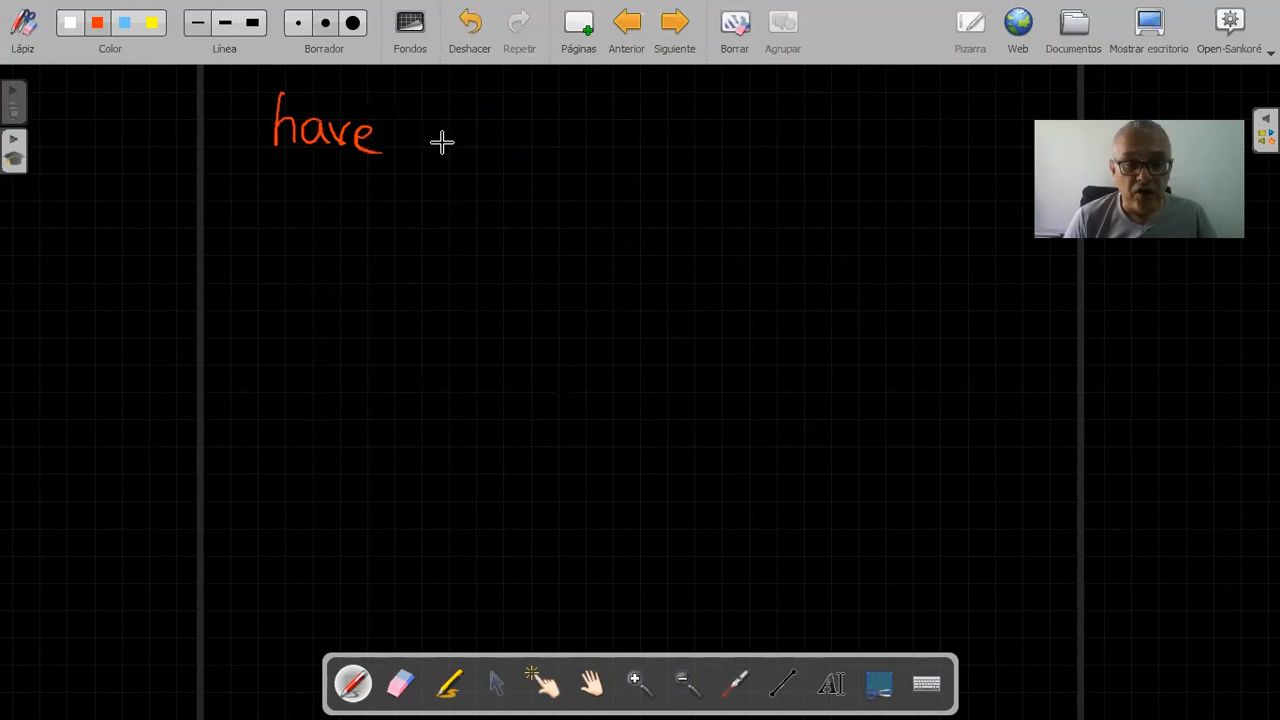 Lápiz Color Línea Borrador Fondos Deshacer Repetir Páginas Anterior Siguiente Borrar Agrupar Pizarra Web Documentos Mostrar escritorio Open-Sankoré
have
AI